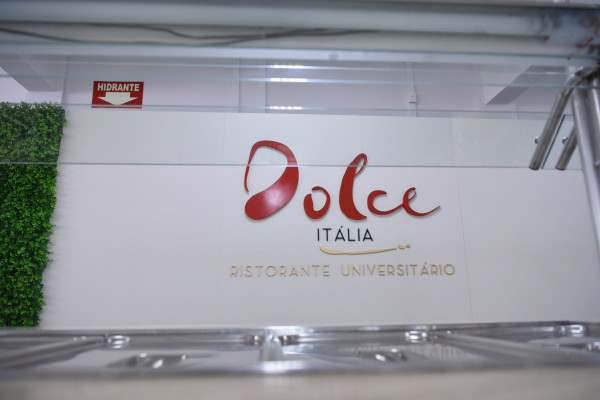 HIDRANTE
Dolce
ITÁLIA
RISTORANTE UNIVERSITÁRIO